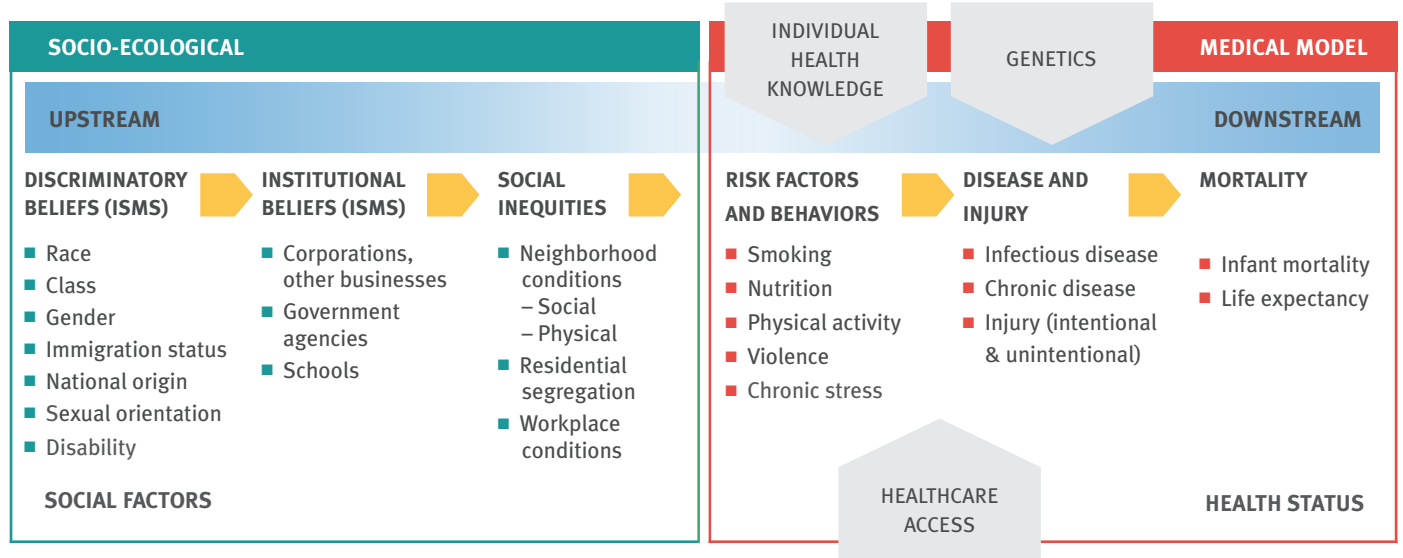 SOCIO-ECOLOGICAL
INDIVIDUAL
HEALTH
KNOWLEDGE
GENETICS
MEDICAL MODEL
UPSTREAM
DOWNSTREAM
DISCRIMINATORY
BELIEFS (ISMS)
Race
Class
Gender
Immigration status
National origin
Sexual orientation
Disability
INSTITUTIONAL
BELIEFS (ISMS)
Corporations,
other businesses
Government
agencies
Schools
SOCIAL
INEQUITIES
Neighborhood
conditions
– Social
– Physical
Residential
segregation
Workplace
conditions
RISK FACTORS
AND BEHAVIORS
Smoking
Nutrition
Physical activity
Violence
Chronic stress
DISEASE AND
INJURY
Infectious disease
Chronic disease
Injury (intentional
& unintentional)
MORTALITY
Infant mortality
Life expectancy
SOCIAL FACTORS
HEALTHCARE
ACCESS
HEALTH STATUS